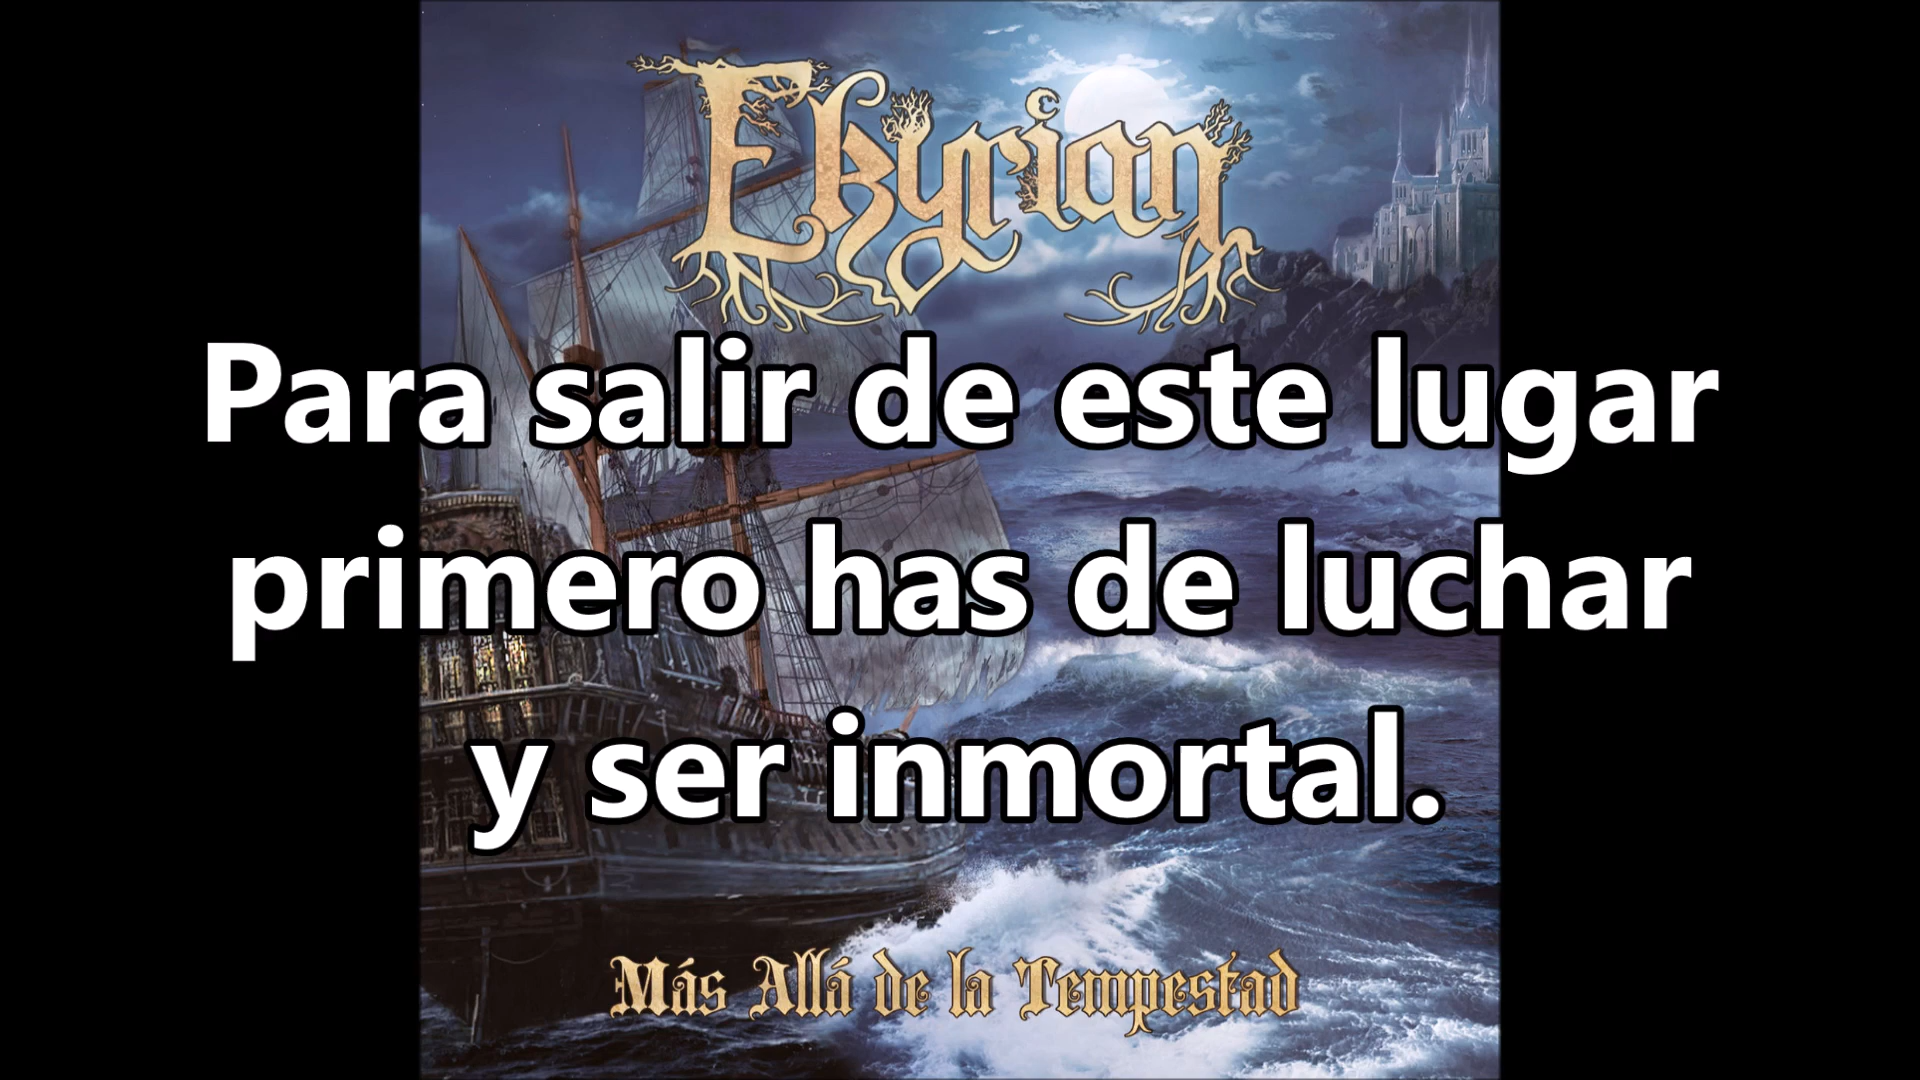 Ekyrian
Para salir de este lugar
primero has de luchar
y ser inmortal.
Más Allá de la Tempestad